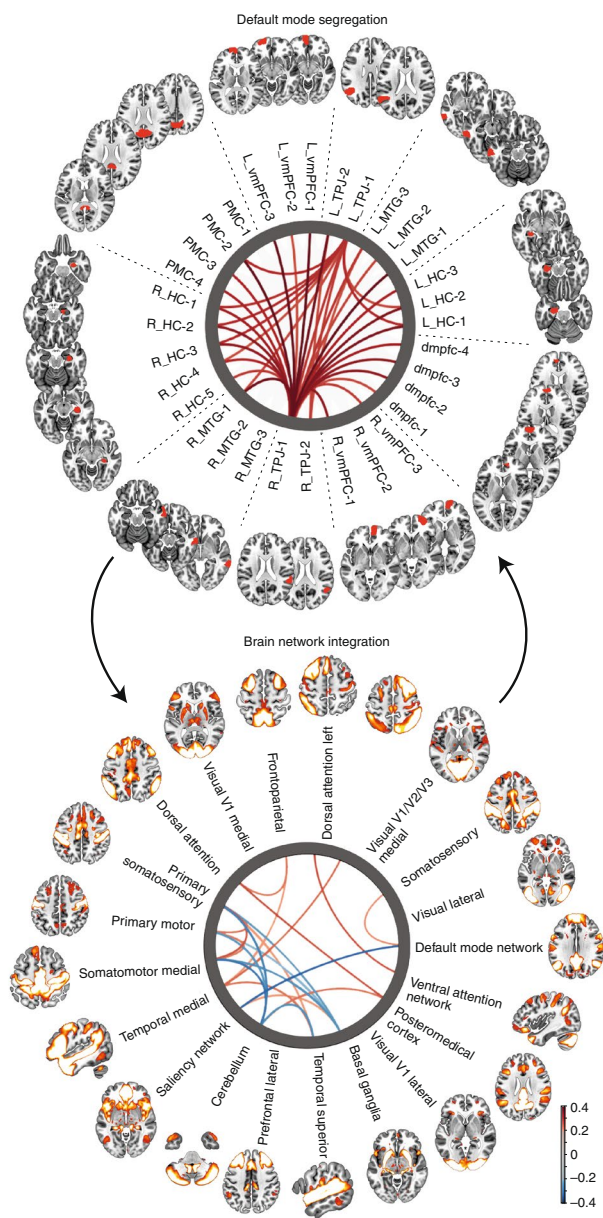 Default mode segregation
L_vmPFC-3
L_vmPFC-2
L_vmPFC-1
L_TPJ-2
L_TPJ-1
L_MTG-3
L_MTG-2
L_MTG-1
L_HC-3
L_HC-2
L_HC-1
dmpfc-4
dmpfc-3
dmpfc-2
dmpfc-1
R_vmPFC-3
R_vmPFC-2
R_vmPFC-1
R_TPJ-2
R_TPJ-1
R_MTG-3
R_MTG-2
R_MTG-1
R_HC-5
R_HC-4
R_HC-3
R_HC-2
R_HC-1
PMC-4
PMC-3
PMC-2
PMC-1
Brain network integration
Frontoparietal
Dorsal attention left
Visual V1/V2/V3
medial
Somatosensory
Visual lateral
Default mode network
Ventral attention
network
Posteromedical
cortex
Visual V1 lateral
Basal ganglia
Temporal superior
Prefrontal lateral
Cerebellum
Saliency network
Temporal medial
Somatomotor medial
Primary motor
Primary
somatosensory
Dorsal attention
Visual V1 medial
0.4
0.2
0
–0.2
–0.4